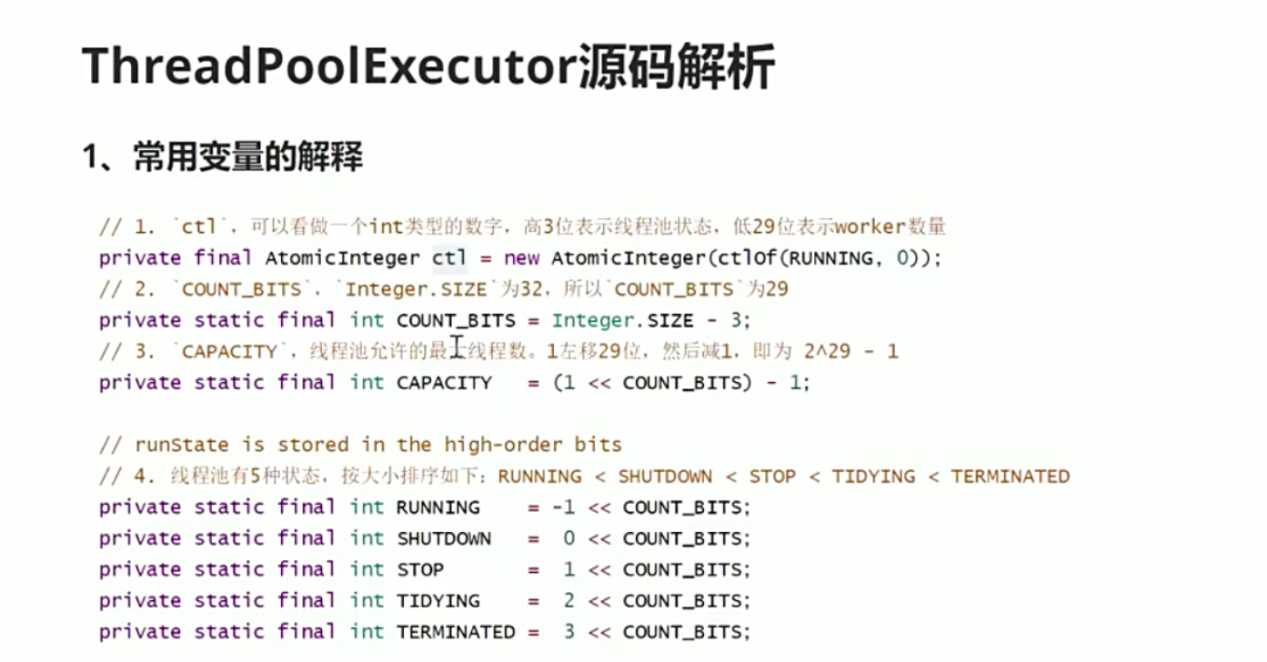 ThreadPoolExecutor源码解析
1、常用变量的解释
// 1. `ctl`，可以看做一个int类型的数字，高3位表示线程池状态，低29位表示worker数量
private final AtomicInteger ctl = new AtomicInteger(ctlOf(RUNNING, 0));
// 2. `COUNT_BITS`，`Integer.SIZE`为32，所以`COUNT_BITS`为29
private static final int COUNT_BITS = Integer.SIZE - 3;
// 3. `CAPACITY`，线程池允许的最大线程数。1左移29位，然后减1，即为 2^29 - 1
private static final int CAPACITY   = (1 << COUNT_BITS) - 1;
// runState is stored in the high-order bits
// 4. 线程池有5种状态，按大小排序如下：RUNNING < SHUTDOWN < STOP < TIDYING < TERMINATED
private static final int RUNNING    = -1 << COUNT_BITS;
private static final int SHUTDOWN   =  0 << COUNT_BITS;
private static final int STOP       =  1 << COUNT_BITS;
private static final int TIDYING    =  2 << COUNT_BITS;
private static final int TERMINATED =  3 << COUNT_BITS;